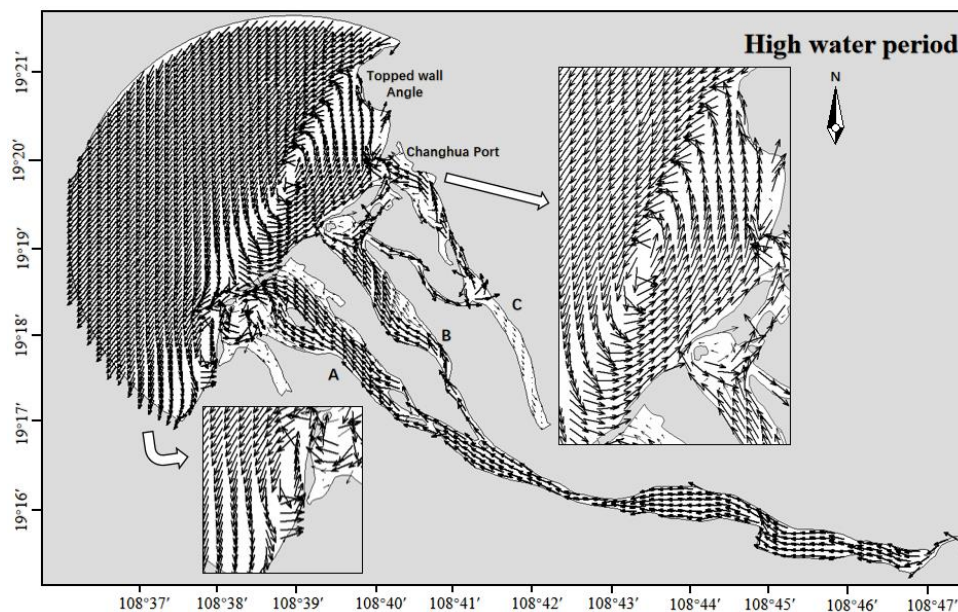 High water period
19°21′
Topped wall
Angle
N
19°20′
Changhua Port
19°19′
C
19°18′
B
A
19°17′
19°16′
108°37′ 108°38′ 108°39′ 108°40′ 108°41′ 108°42′ 108°43′ 108°44′ 108°45′ 108°46′ 108°47′